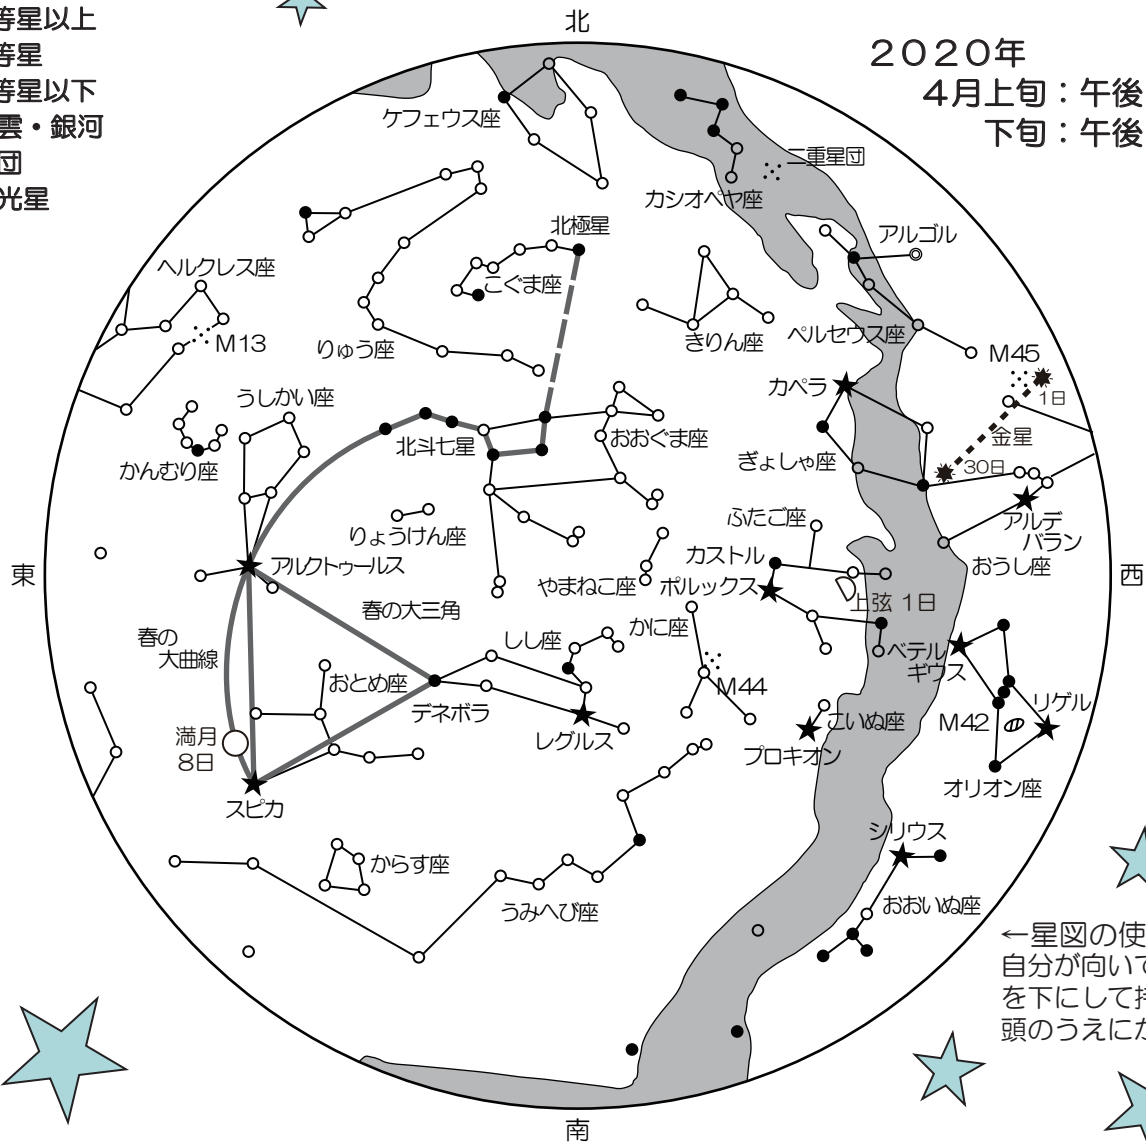 等星以上
等星
等星以下
雲・銀河
団
光星
北
2020年
4月上旬：午後
下旬：午後
ケフェウス座
二重星団
カシオペヤ座
北極星
アルゴル
ヘルクレス座
こぐま座
M13
りゅう座
きりん座
ペルセウス座
M45
カペラ
1日
うしかい座
金星
北斗七星
おおぐま座
かんむり座
ぎょしゃ座
30日
りょうけん座
ふたご座
アルデ
バラン
東
アルクトゥールス
やまねこ座
カストル
ポルックス
おうし座
西
上弦 1日
春の大三角
春の
大曲線
しし座
かに座
ベテル
ギウス
おとめ座
M44
リゲル
デネボラ
M42
こいぬ座
満月
8日
レグルス
プロキオン
オリオン座
スピカ
シリウス
からす座
うみへび座
おおいぬ座
←星図の使
自分が向いて
を下にして持
頭のうえにか
南